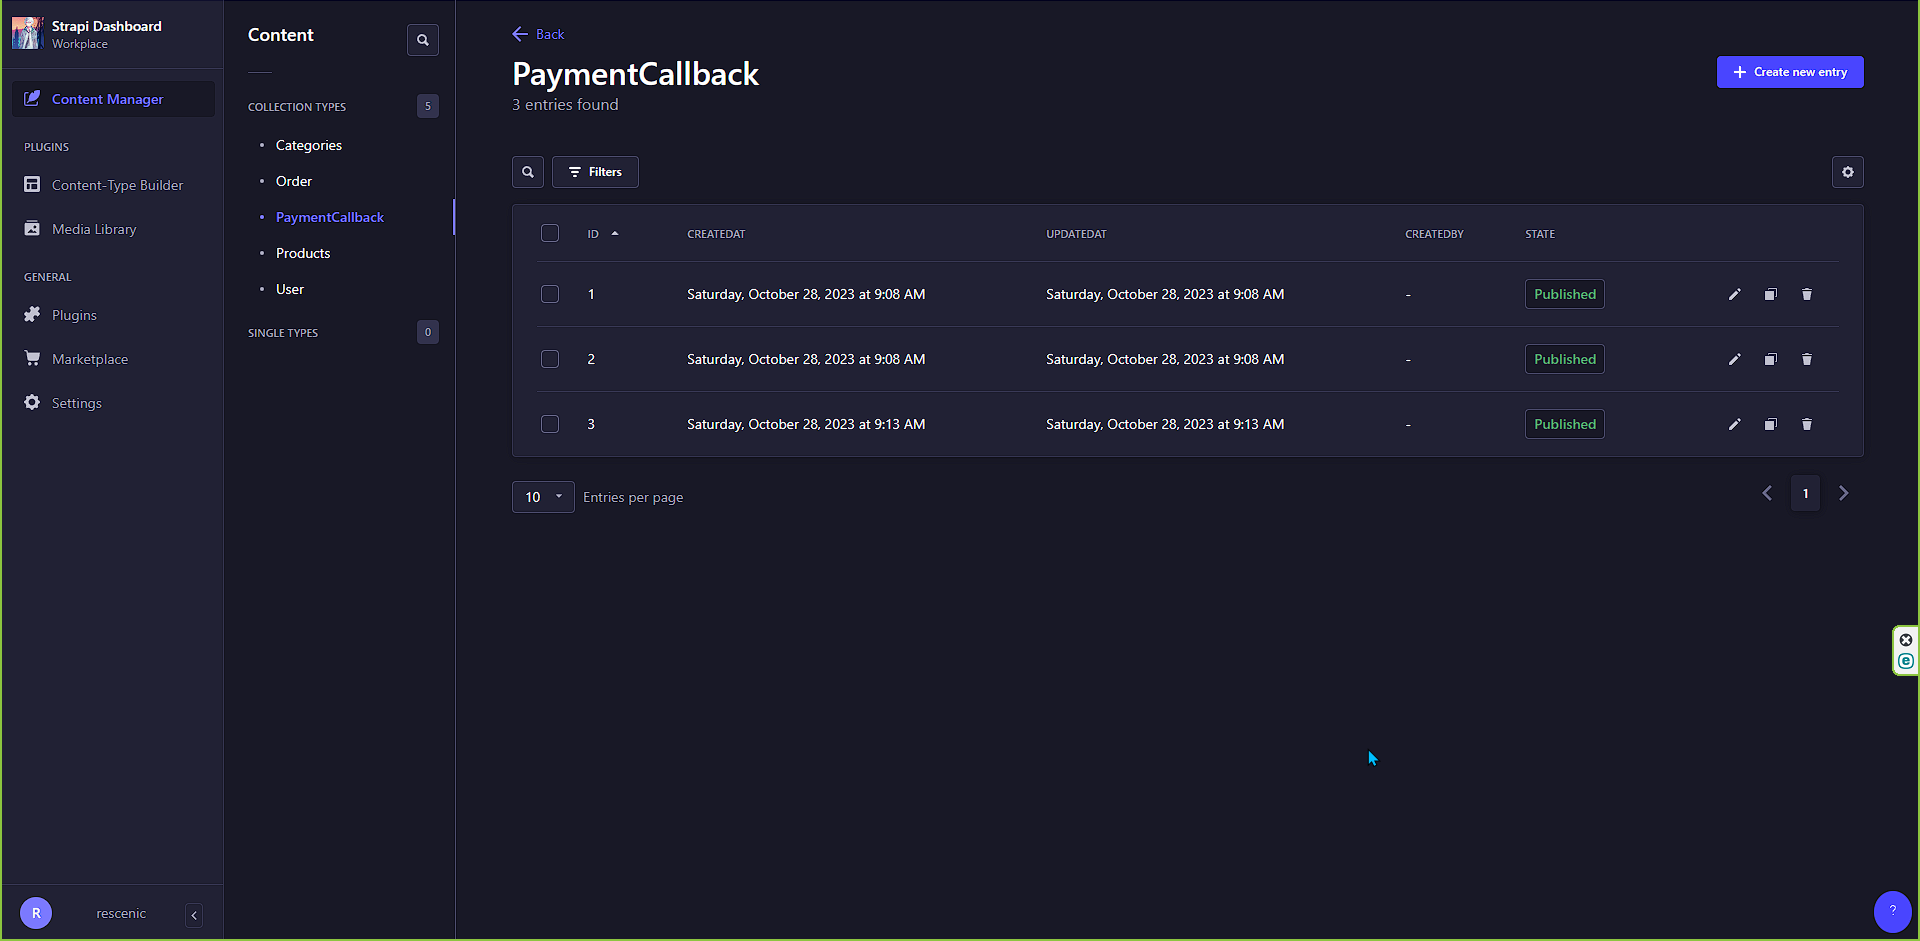 Strapi Dashboard
Workplace
Content Manager
PLUGINS
Content-Type Builder
Media Library
GENERAL
Plugins
Marketplace
Settings
R
rescenic
Content
COLLECTION TYPES
5
Categories
Order
PaymentCallback
Products
User
SINGLE TYPES
0
Back
PaymentCallback
3 entries found
Create new entry
Filters
ID CREATEDAT UPDATEDAT CREATEDBY STATE
1 Saturday, October 28, 2023 at 9:08 AM Saturday, October 28, 2023 at 9:08 AM - Published
2 Saturday, October 28, 2023 at 9:08 AM Saturday, October 28, 2023 at 9:08 AM - Published
3 Saturday, October 28, 2023 at 9:13 AM Saturday, October 28, 2023 at 9:13 AM - Published
10 Entries per page
1
e
?